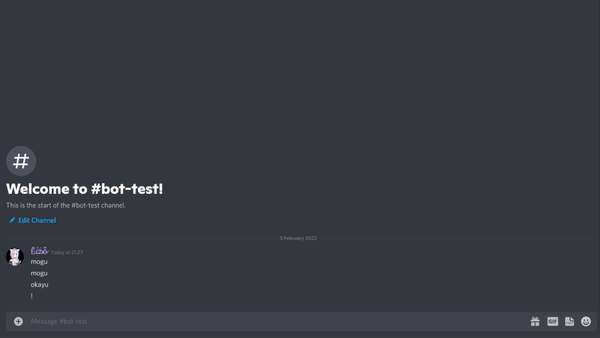 #
Welcome to #bot-test!
This is the start of the #bot-test channel.
Edit Channel
5 February 2022
Echo Today at 21:27
mogu
mogu
okayu
!
Message #bot-test
GIF